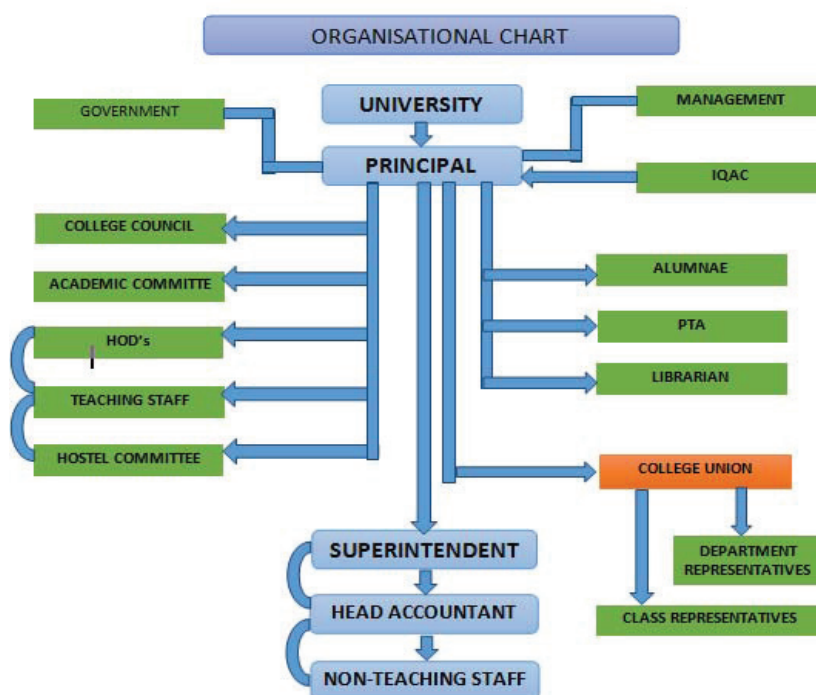 ORGANISATIONAL CHART
UNIVERSITY
GOVERNMENT
MANAGEMENT
PRINCIPAL
IQAC
COLLEGE COUNCIL
ACADEMIC COMMITTE
HOD's
TEACHING STAFF
HOSTEL COMMITTEE
ALUMNAE
PTA
LIBRARIAN
COLLEGE UNION
DEPARTMENT
REPRESENTATIVES
CLASS REPRESENTATIVES
SUPERINTENDENT
HEAD ACCOUNTANT
NON-TEACHING STAFF